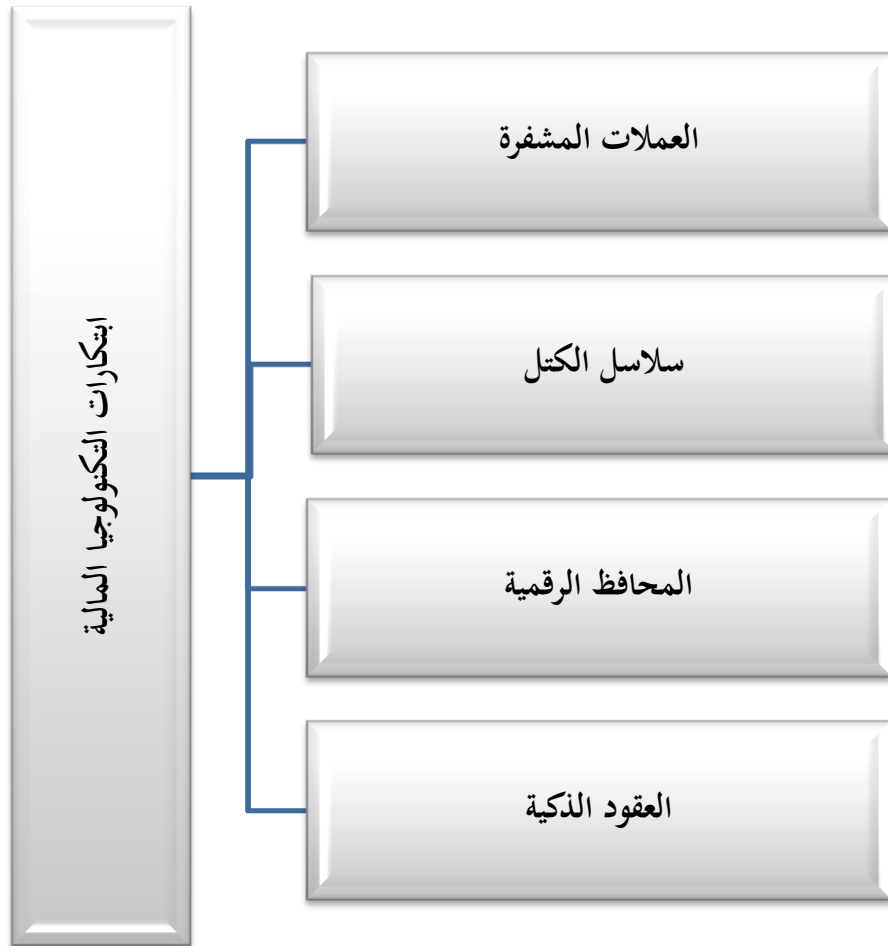 ابتكارات التكنولوجيا المالية
العملات المشفرة
سلاسل الكتل
المحافظ الرقمية
العقود الذكية